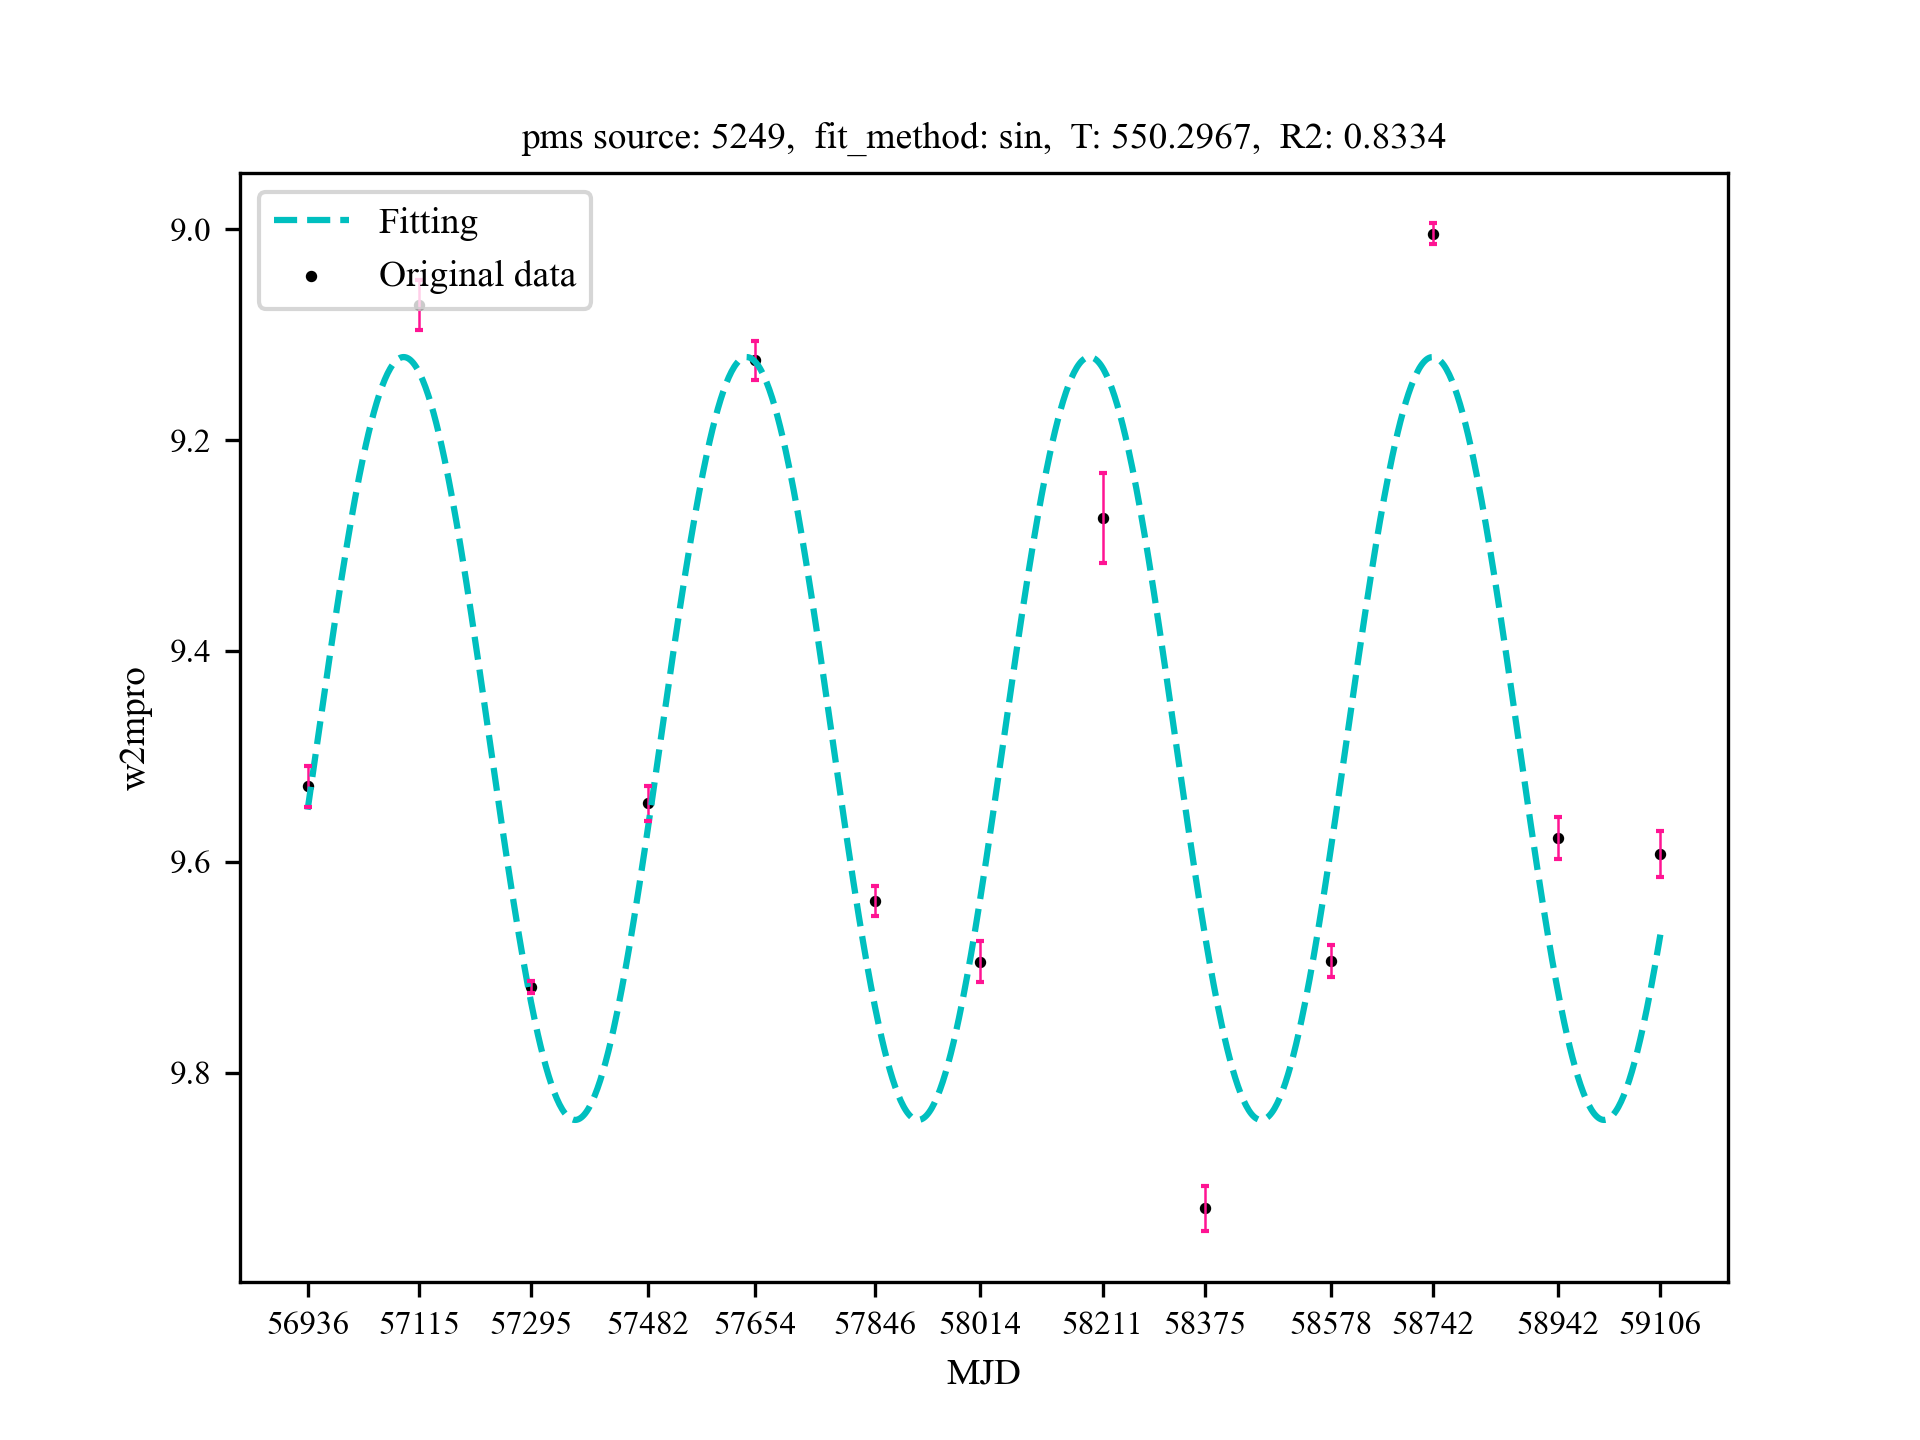 pms source: 5249,  fit_method: sin,  T: 550.2967,  R2: 0.8334
Fitting
Original data
9.0
9.2
9.4
9.6
9.8
w2mpro
56936 57115 57295 57482 57654 57846 58014 58211 58375 58578 58742 58942 59106
MJD